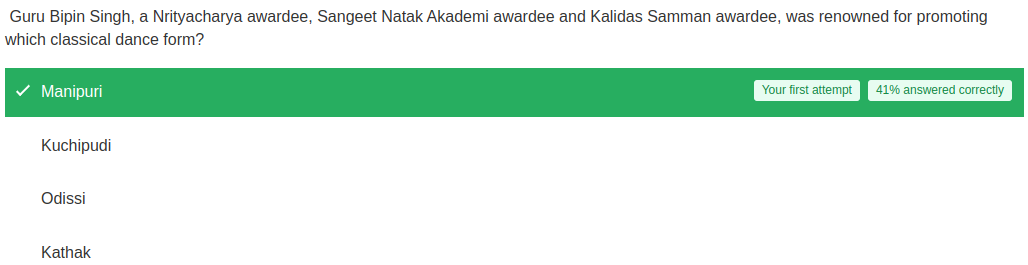 Guru Bipin Singh, a Nrityacharya awardee, Sangeet Natak Akademi awardee and Kalidas Samman awardee, was renowned for promoting
which classical dance form?
Manipuri Your first attempt 41% answered correctly
Kuchipudi
Odissi
Kathak